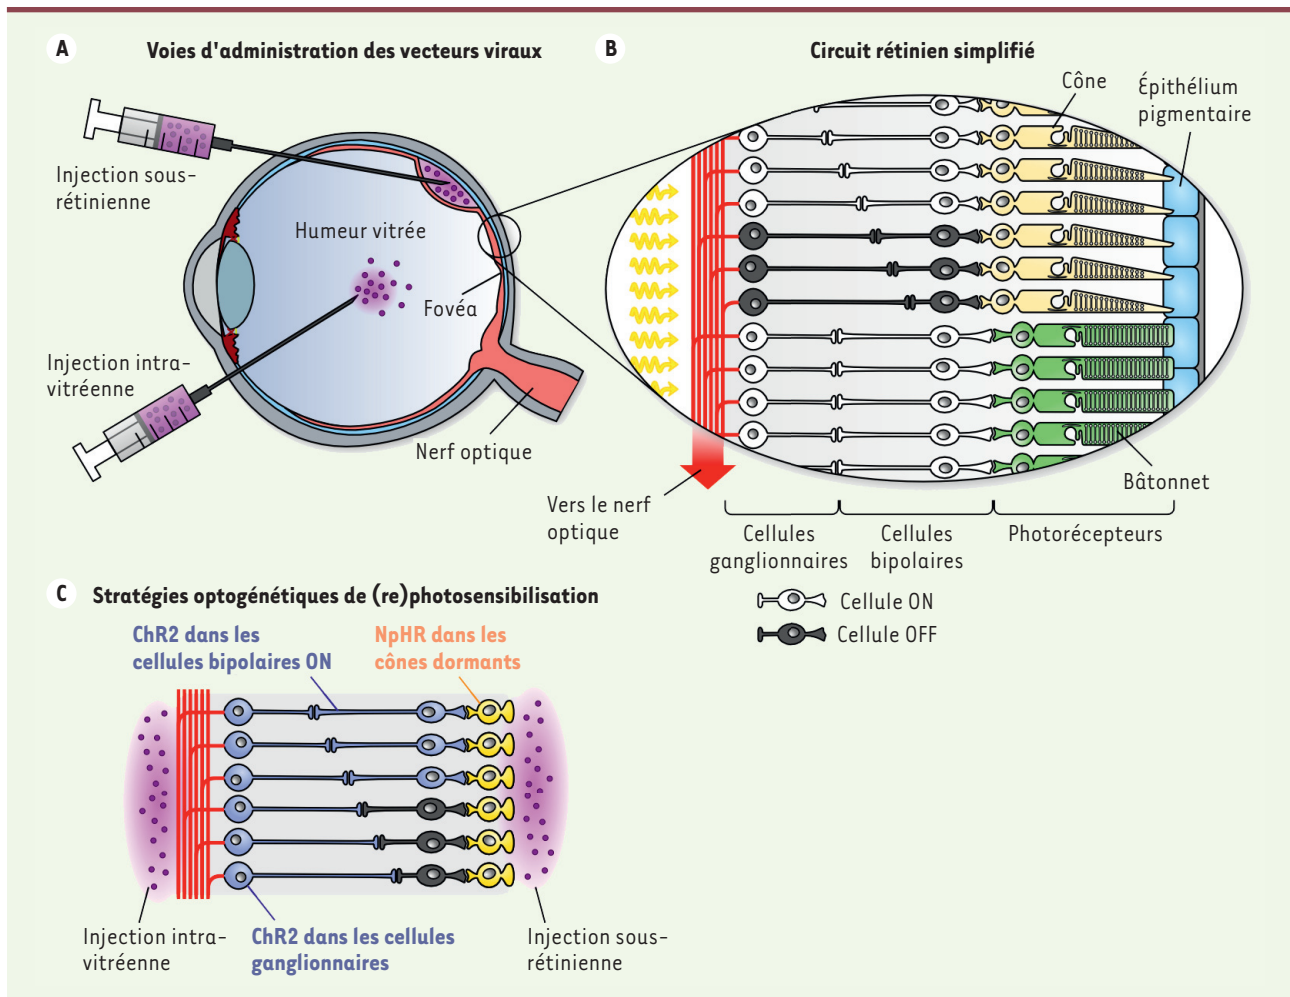 A
Voies d'administration des vecteurs viraux
Injection sous-
rétinienne
Humeur vitrée
Fovéa
Injection intra-
vitréenne
Nerf optique
B
Circuit rétinien simplifié
Cône
Épithélium
pigmentaire
Bâtonnet
Vers le nerf
optique
Cellules
ganglionnaires
Cellules
bipolaires
Photorécepteurs
Cellule ON
Cellule OFF
C
Stratégies optogénétiques de (re)photosensibilisation
ChR2 dans les
cellules bipolaires ON
NpHR dans les
cônes dormants
Injection intra-
vitréenne
ChR2 dans les cellules
ganglionnaires
Injection sous-
rétinienne